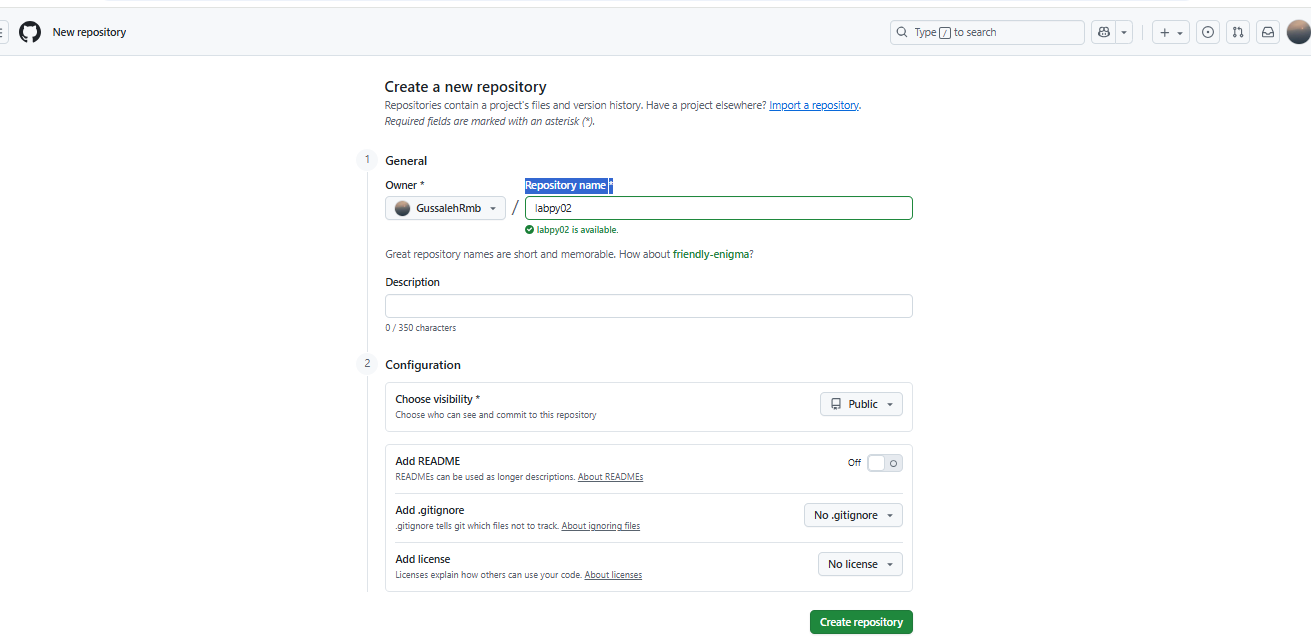 New repository
Type / to search
Create a new repository
Repositories contain a project's files and version history. Have a project elsewhere? Import a repository.
Required fields are marked with an asterisk (*).
1
General
Owner *
Repository name *
GussalehRmb
/
labpy02
labpy02 is available.
Great repository names are short and memorable. How about friendly-enigma?
Description
0 / 350 characters
2
Configuration
Choose visibility *
Choose who can see and commit to this repository
Public
Add README
READMEs can be used as longer descriptions. About READMEs
Off
Add .gitignore
.gitignore tells git which files not to track. About ignoring files
No .gitignore
Add license
Licenses explain how others can use your code. About licenses
No license
Create repository